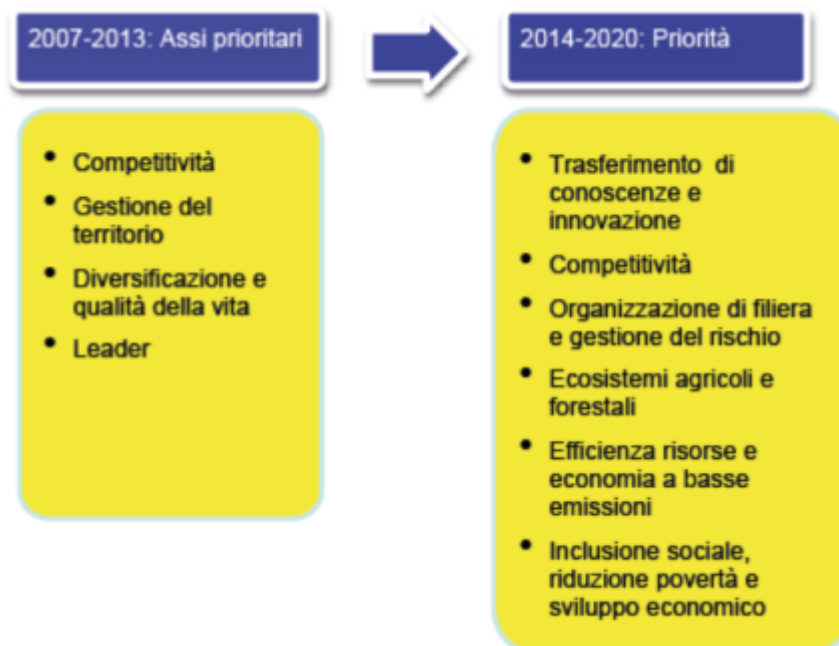 2007-2013: Assi prioritari
2014-2020: Priorità
• Competitività
• Gestione del
territorio
• Diversificazione e
qualità della vita
• Leader
• Trasferimento di
conoscenze e
innovazione
• Competitività
• Organizzazione di filiera
e gestione del rischio
• Ecosistemi agricoli e
forestali
• Efficienza risorse e
economia a basse
emissioni
• Inclusione sociale,
riduzione povertà e
sviluppo economico